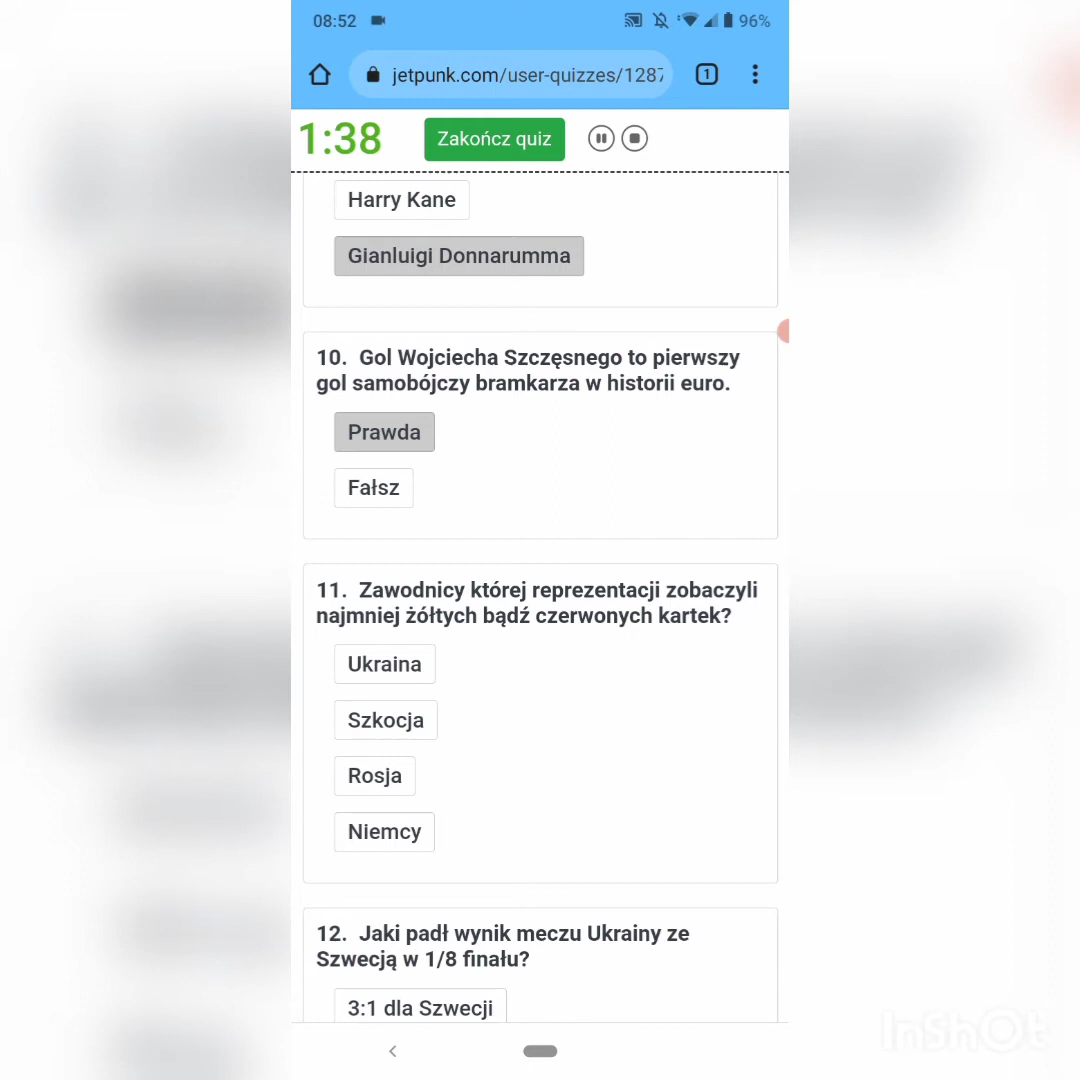 08:52 96%
jetpunk.com/user-quizzes/1287
1
1:38 Zakończ quiz
Harry Kane
Gianluigi Donnarumma
10. Gol Wojciecha Szczęsnego to pierwszy
gol samobójczy bramkarza w historii euro.
Prawda
Fałsz
11. Zawodnicy której reprezentacji zobaczyli
najmniej żółtych bądź czerwonych kartek?
Ukraina
Szkocja
Rosja
Niemcy
12. Jaki padł wynik meczu Ukrainy ze
Szwecją w 1/8 finału?
3:1 dla Szwecji
InShOt